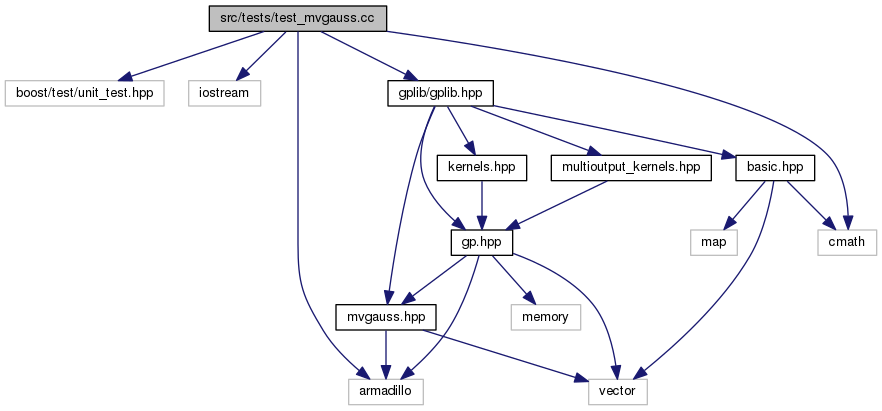 src/tests/test_mvgauss.cc
boost/test/unit_test.hpp
iostream
gplib/gplib.hpp
kernels.hpp
multioutput_kernels.hpp
basic.hpp
gp.hpp
map
cmath
mvgauss.hpp
memory
armadillo
vector